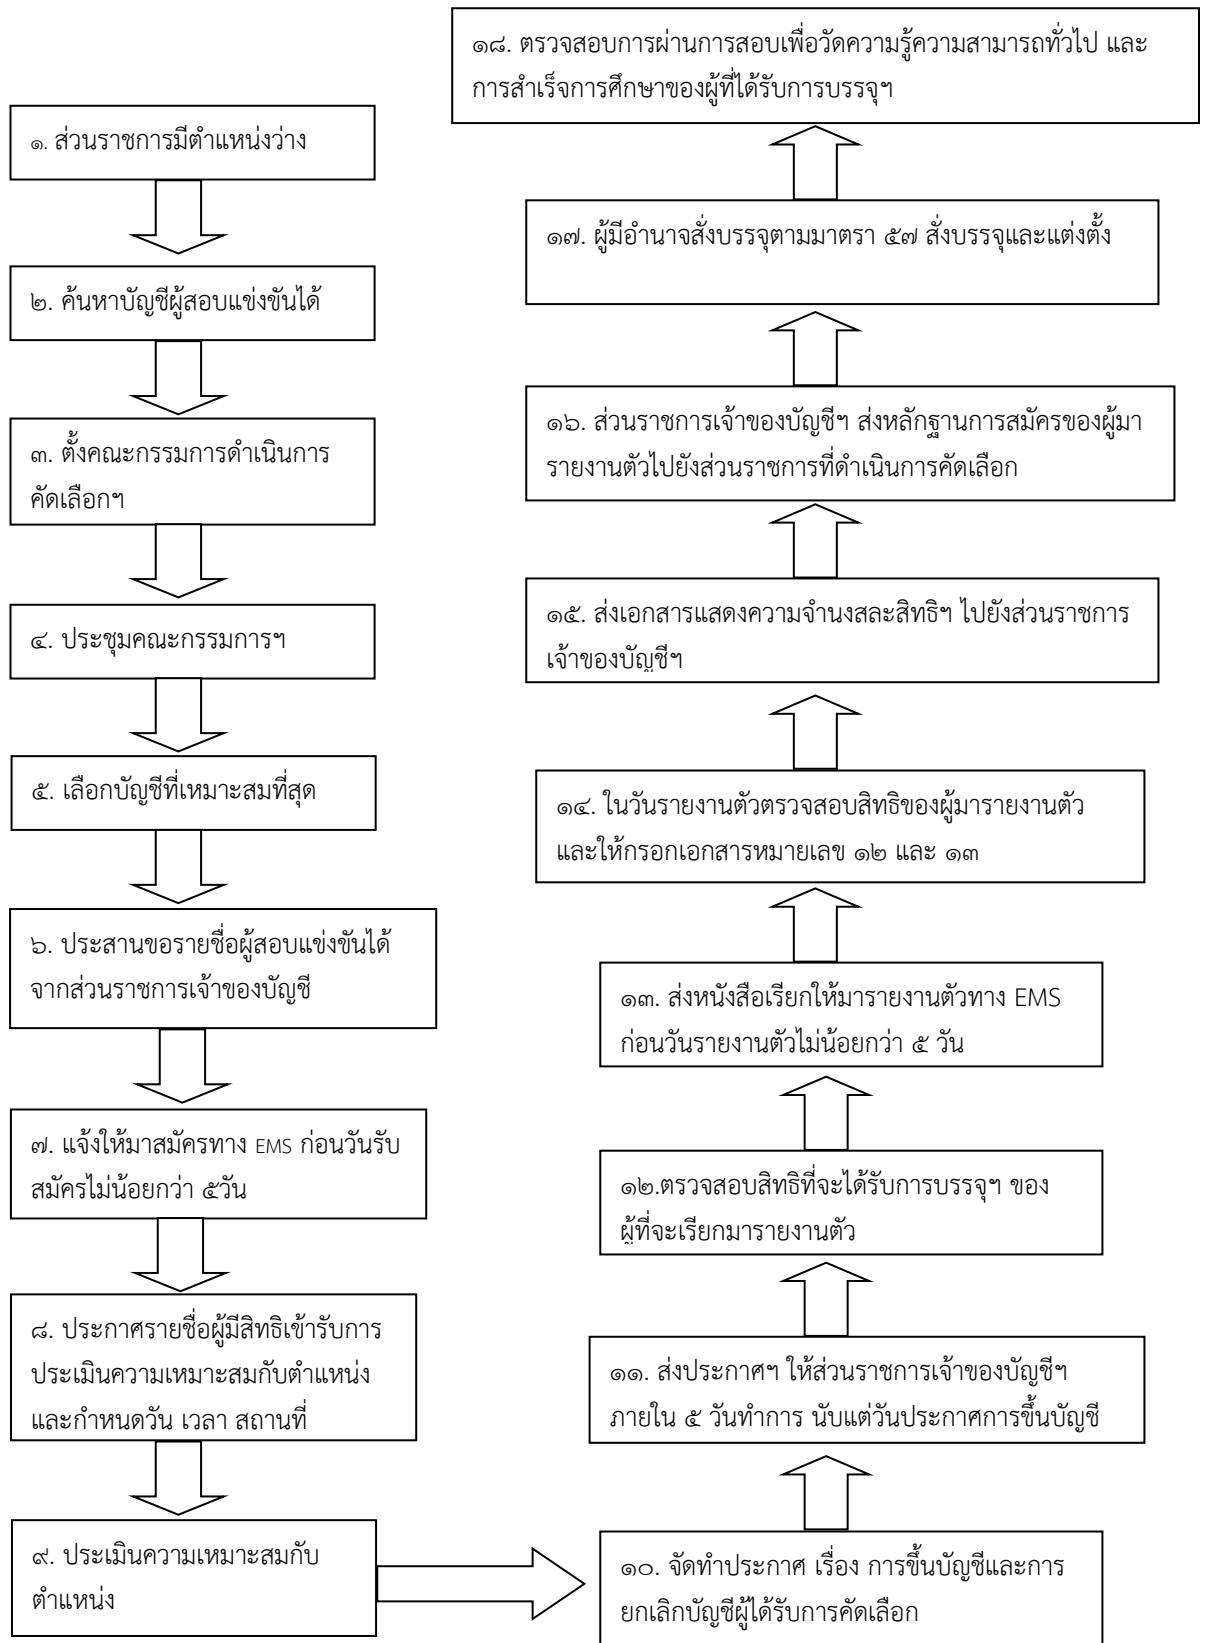 ๑. ส่วนราชการมีตำแหน่งว่าง
๒. ค้นหาบัญชีผู้สอบแข่งขันได้
๓. ตั้งคณะกรรมการดำเนินการ
คัดเลือกฯ
๔. ประชุมคณะกรรมการฯ
๕. เลือกบัญชีที่เหมาะสมที่สุด
๖. ประสานขอรายชื่อผู้สอบแข่งขันได้
จากส่วนราชการเจ้าของบัญชี
๗. แจ้งให้มาสมัครทาง EMS ก่อนวันรับ
สมัครไม่น้อยกว่า ๕วัน
๘. ประกาศรายชื่อผู้มีสิทธิเข้ารับการ
ประเมินความเหมาะสมกับตำแหน่ง
และกำหนดวัน เวลา สถานที่
๙. ประเมินความเหมาะสมกับ
ตำแหน่ง
๑๐. จัดทำประกาศ เรื่อง การขึ้นบัญชีและการ
ยกเลิกบัญชีผู้ได้รับการคัดเลือก
๑๑. ส่งประกาศฯ ให้ส่วนราชการเจ้าของบัญชีฯ
ภายใน ๕ วันทำการ นับแต่วันประกาศการขึ้นบัญชี
๑๒.ตรวจสอบสิทธิที่จะได้รับการบรรจุฯ ของ
ผู้ที่จะเรียกมารายงานตัว
๑๓. ส่งหนังสือเรียกให้มารายงานตัวทาง EMS
ก่อนวันรายงานตัวไม่น้อยกว่า ๕ วัน
๑๔. ในวันรายงานตัวตรวจสอบสิทธิของผู้มารายงานตัว
และให้กรอกเอกสารหมายเลข ๑๒ และ ๑๓
๑๕. ส่งเอกสารแสดงความจำนงสละสิทธิฯ ไปยังส่วนราชการ
เจ้าของบัญชีฯ
๑๖. ส่วนราชการเจ้าของบัญชีฯ ส่งหลักฐานการสมัครของผู้มา
รายงานตัวไปยังส่วนราชการที่ดำเนินการคัดเลือก
๑๗. ผู้มีอำนาจสั่งบรรจุตามมาตรา ๕๗ สั่งบรรจุและแต่งตั้ง
๑๘. ตรวจสอบการผ่านการสอบเพื่อวัดความรู้ความสามารถทั่วไป และ
การสำเร็จการศึกษาของผู้ที่ได้รับการบรรจุฯ